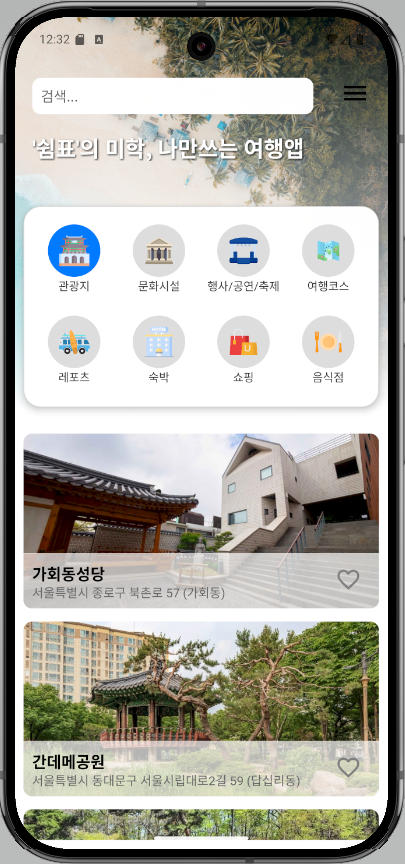 12:32
A
검색...
'쉼표'의 미학, 나만쓰는 여행앱
관광지 문화시설 행사/공연/축제 여행코스
레포츠 숙박 쇼핑 음식점
가회동성당
서울특별시 종로구 북촌로 57 (가회동)
간데메공원
서울특별시 동대문구 서울시립대로2길 59 (답십리동)